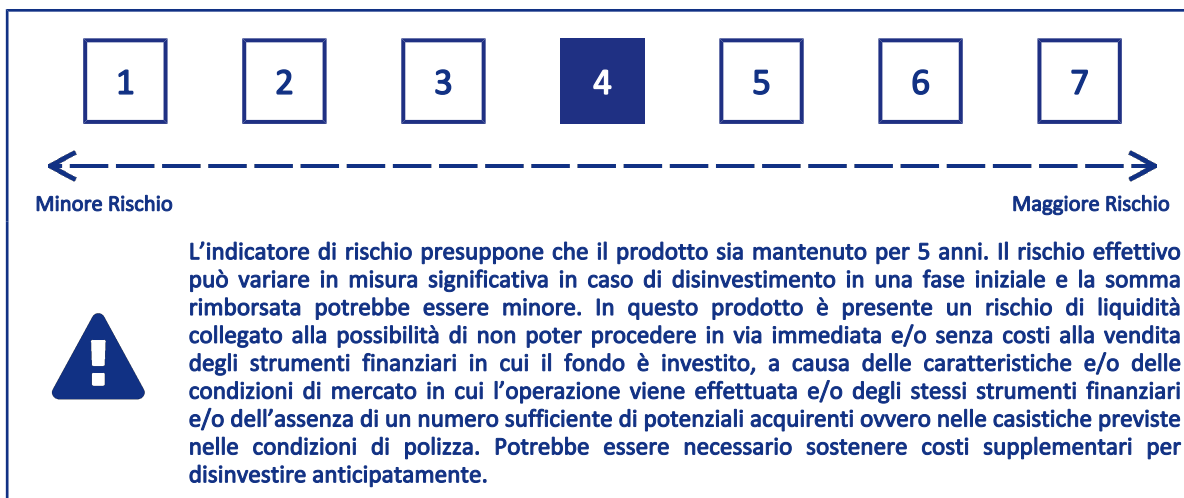 1 2 3 4 5 6 7
Minore Rischio Maggiore Rischio
L’indicatore di rischio presuppone che il prodotto sia mantenuto per 5 anni. Il rischio effettivo
può variare in misura significativa in caso di disinvestimento in una fase iniziale e la somma
rimborsata potrebbe essere minore. In questo prodotto è presente un rischio di liquidità
collegato alla possibilità di non poter procedere in via immediata e/o senza costi alla vendita
degli strumenti finanziari in cui il fondo è investito, a causa delle caratteristiche e/o delle
condizioni di mercato in cui l’operazione viene effettuata e/o degli stessi strumenti finanziari
e/o dell’assenza di un numero sufficiente di potenziali acquirenti ovvero nelle casistiche previste
nelle condizioni di polizza. Potrebbe essere necessario sostenere costi supplementari per
disinvestire anticipatamente.